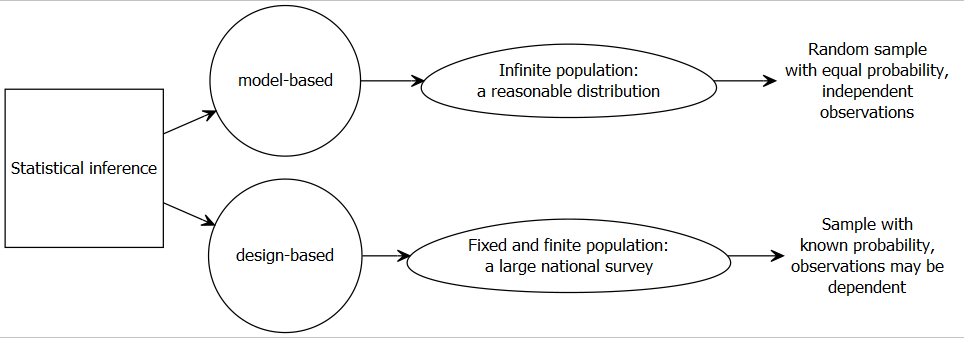 Statistical inference
model-based
Infinite population:
a reasonable distribution
Random sample
with equal probability,
independent
observations
design-based
Fixed and finite population:
a large national survey
Sample with
known probability,
observations may be
dependent